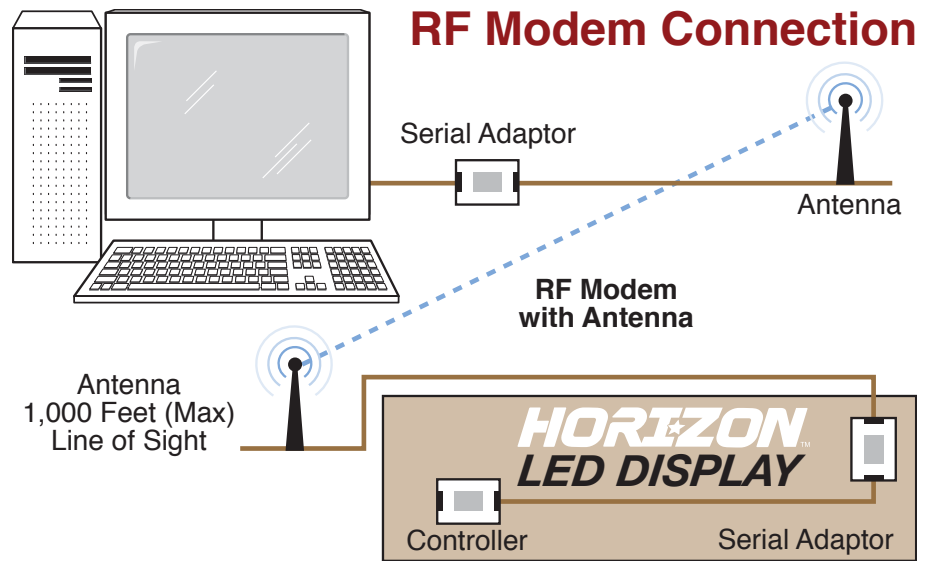 RF Modem Connection
Serial Adaptor
Antenna
RF Modem
with Antenna
Antenna
1,000 Feet (Max)
Line of Sight
HORIZON™
LED DISPLAY
Controller
Serial Adaptor